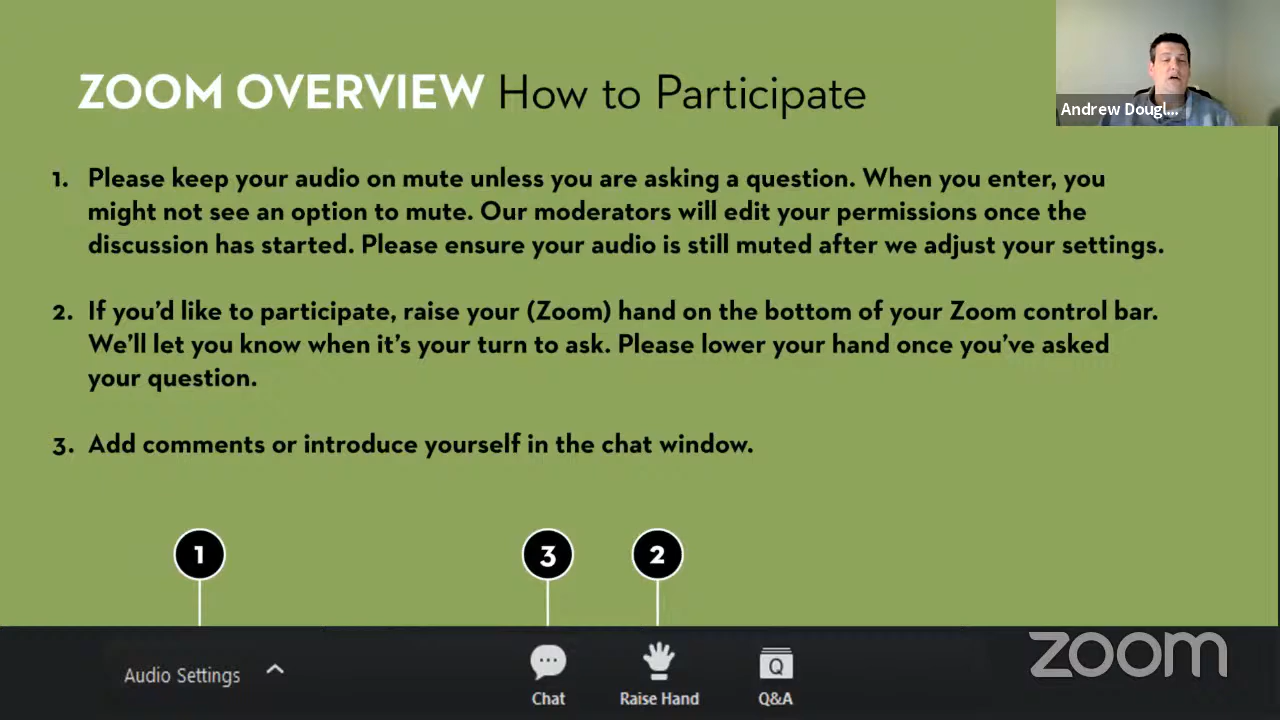 ZOOM OVERVIEW How to Participate
Andrew Dougl...
1. Please keep your audio on mute unless you are asking a question. When you enter, you
might not see an option to mute. Our moderators will edit your permissions once the
discussion has started. Please ensure your audio is still muted after we adjust your settings.
2. If you’d like to participate, raise your (Zoom) hand on the bottom of your Zoom control bar.
We’ll let you know when it’s your turn to ask. Please lower your hand once you’ve asked
your question.
3. Add comments or introduce yourself in the chat window.
1 3 2
Audio Settings
Chat
Raise Hand
Q
Q&A
zoom